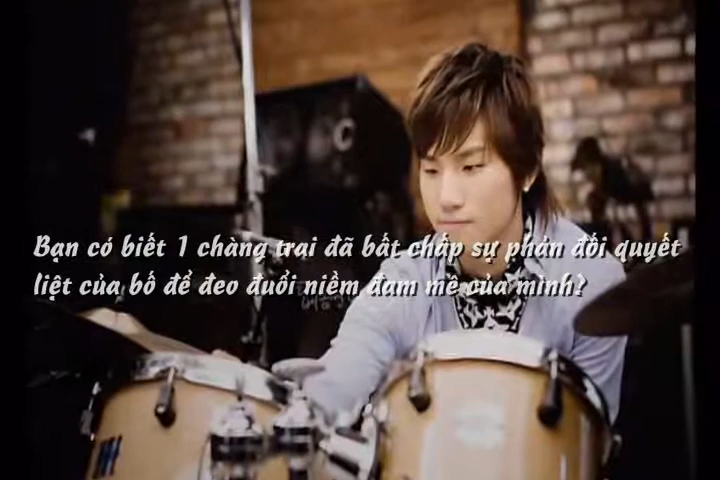 Bạn có biết 1 chàng trai đã bất chấp sự phản đối quyết
liệt của bố để đeo đuổi niềm đam mê của mình?